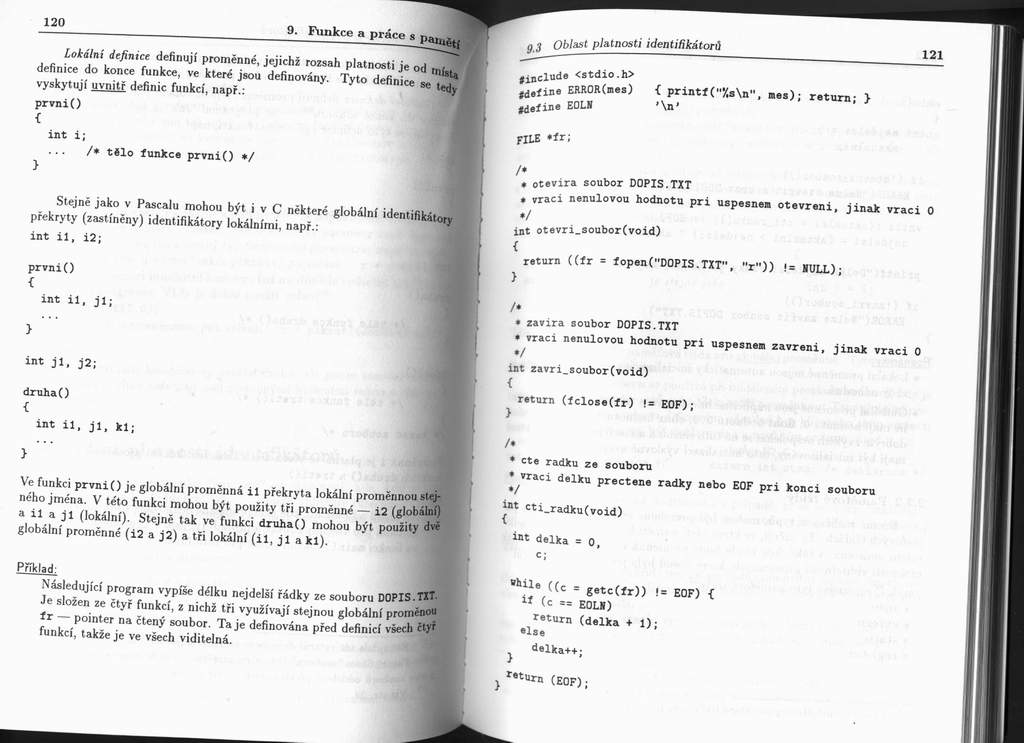 120
9. Funkce a práce s pamětí
Lokální definice definují proměnné, jejichž rozsah platnosti je od místa
definice do konce funkce, ve které jsou definovány. Tyto definice se tedy
vyskytují uvnitř definic funkcí, např.:
prvni()
{
int i;
... /* tělo funkce prvni() */
}
Stejně jako v Pascalu mohou být i v C některé globální identifikátory
překryty (zastíněny) identifikátory lokálními, např.:
int i1, i2;
prvni()
{
int i1, j1;
...
}
int j1, j2;
druha()
{
int i1, j1, k1;
...
}
Ve funkci prvni() je globální proměnná i1 překryta lokální proměnnou stej-
ného jména. V této funkci mohou být použity tři proměnné — i2 (globální)
a i1 a j1 (lokální). Stejně tak ve funkci druha() mohou být použity dvě
globální proměnné (i2 a j2) a tři lokální (i1, j1 a k1).
Příklad:
Následující program vypíše délku nejdelší řádky ze souboru DOPIS.TXT.
Je složen ze čtyř funkcí, z nichž tři využívají stejnou globální proměnou
fr — pointer na čtený soubor. Ta je definována před definicí všech čtyř
funkcí, takže je ve všech viditelná.
9.3 Oblast platnosti identifikátorů
121
#include <stdio.h>
#define ERROR(mes) { printf("%s\n", mes); return; }
#define EOLN '\n'
FILE *fr;
/*
* otevira soubor DOPIS.TXT
* vraci nenulovou hodnotu pri uspesnem otevreni, jinak vraci 0
*/
int otevri_soubor(void)
{
return ((fr = fopen("DOPIS.TXT", "r")) != NULL);
}
/*
* zavira soubor DOPIS.TXT
* vraci nenulovou hodnotu pri uspesnem zavreni, jinak vraci 0
*/
int zavri_soubor(void)
{
return (fclose(fr) != EOF);
}
/*
* cte radku ze souboru
* vraci delku prectene radky nebo EOF pri konci souboru
*/
int cti_radku(void)
{
int delka = 0,
c;
while ((c = getc(fr)) != EOF) {
if (c == EOLN)
return (delka + 1);
else
delka++;
}
return (EOF);
}